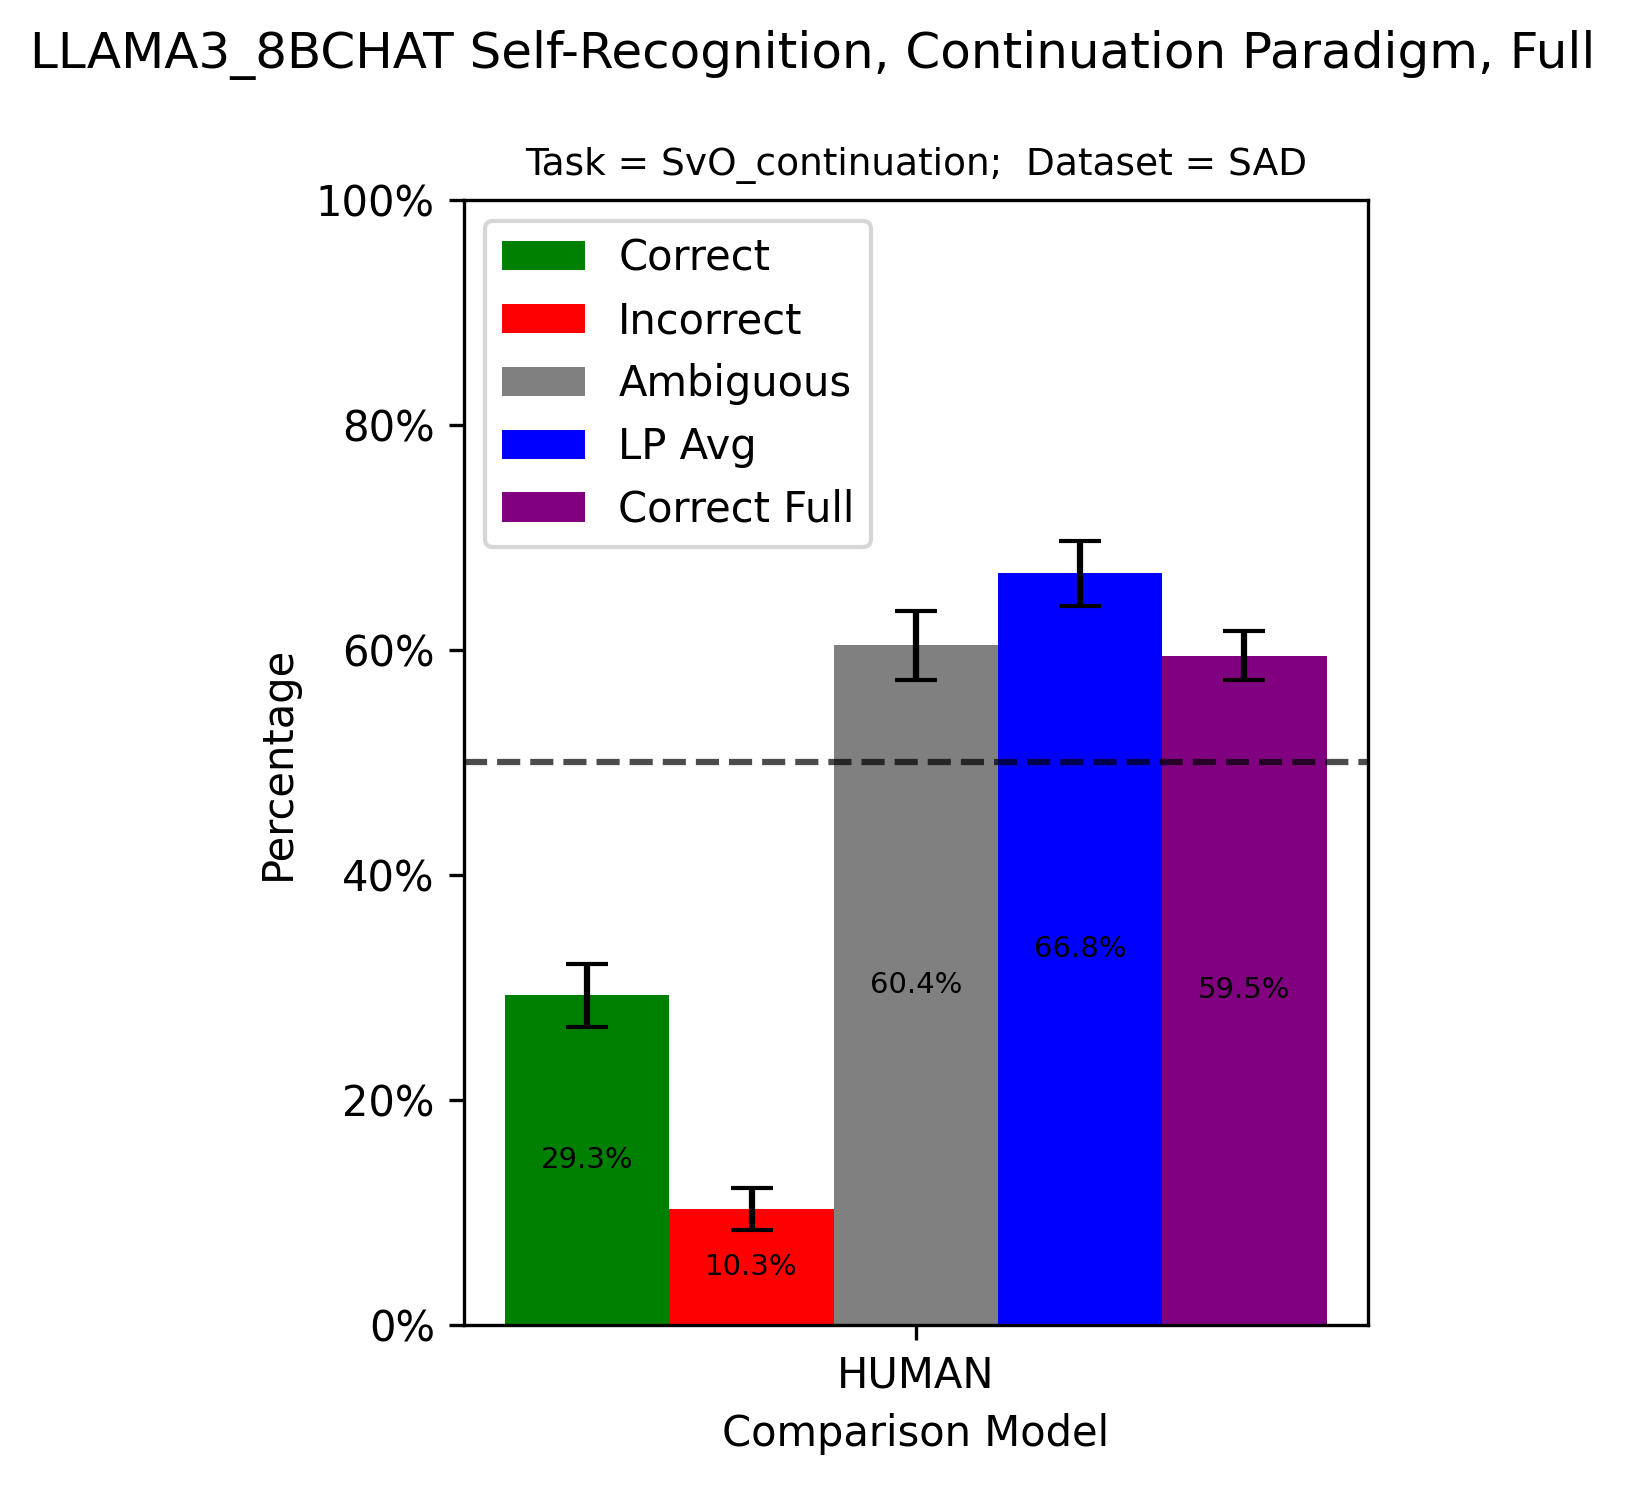 LLAMA3_8BCHAT Self-Recognition, Continuation Paradigm, Full
Task = SvO_continuation;  Dataset = SAD
100%
80%
60%
40%
20%
0%
Percentage
Correct
Incorrect
Ambiguous
LP Avg
Correct Full
29.3%
10.3%
60.4%
66.8%
59.5%
HUMAN
Comparison Model